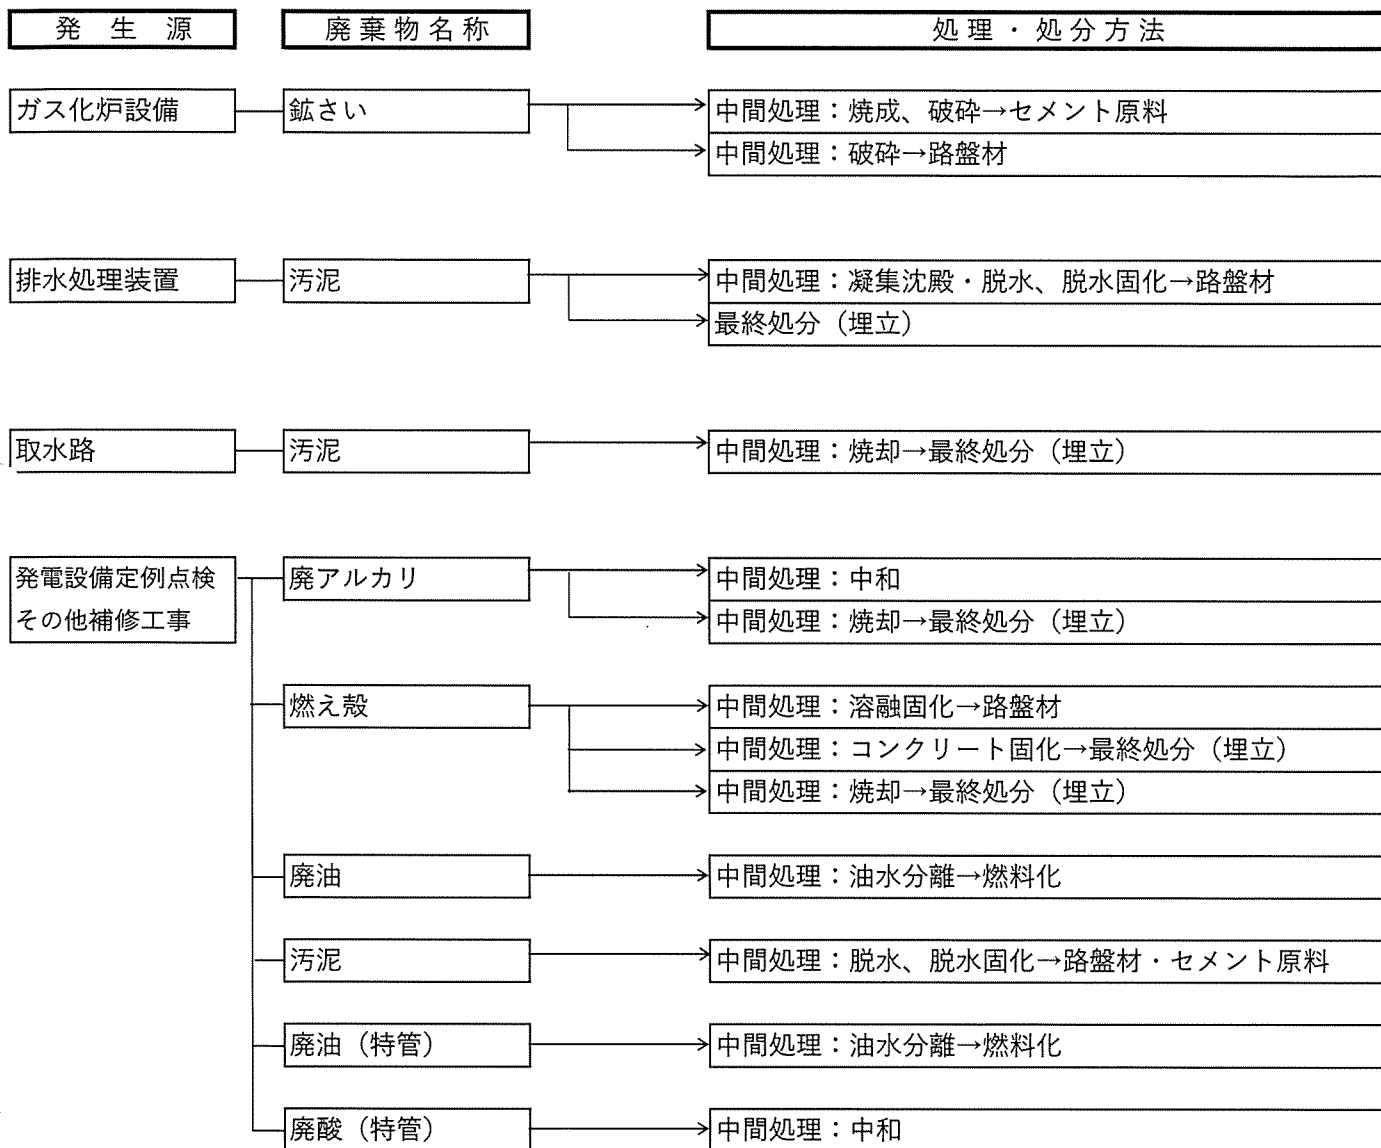 発生源 廃棄物名称 処理・処分方法
ガス化炉設備 鉱さい 中間処理：焼成、破砕→セメント原料
中間処理：破砕→路盤材
排水処理装置 汚泥 中間処理：凝集沈殿・脱水、脱水固化→路盤材
最終処分（埋立）
取水路 汚泥 中間処理：焼却→最終処分（埋立）
発電設備定例点検 廃アルカリ 中間処理：中和
その他補修工事 中間処理：焼却→最終処分（埋立）
燃え殻 中間処理：溶融固化→路盤材
中間処理：コンクリート固化→最終処分（埋立）
中間処理：焼却→最終処分（埋立）
廃油 中間処理：油水分離→燃料化
汚泥 中間処理：脱水、脱水固化→路盤材・セメント原料
廃油（特管） 中間処理：油水分離→燃料化
廃酸（特管） 中間処理：中和